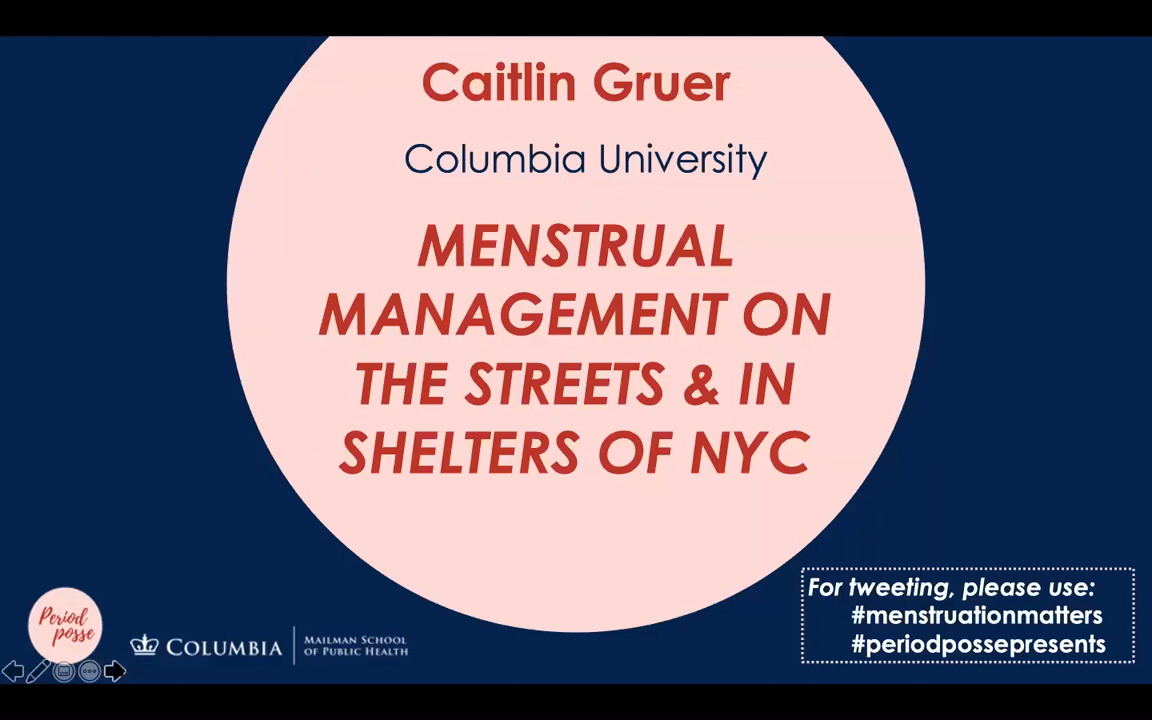 Caitlin Gruer
Columbia University
MENSTRUAL
MANAGEMENT ON
THE STREETS & IN
SHELTERS OF NYC
For tweeting, please use:
#menstruationmatters
#periodpossepresents
Period
posse
COLUMBIA
MAILMAN SCHOOL
OF PUBLIC HEALTH